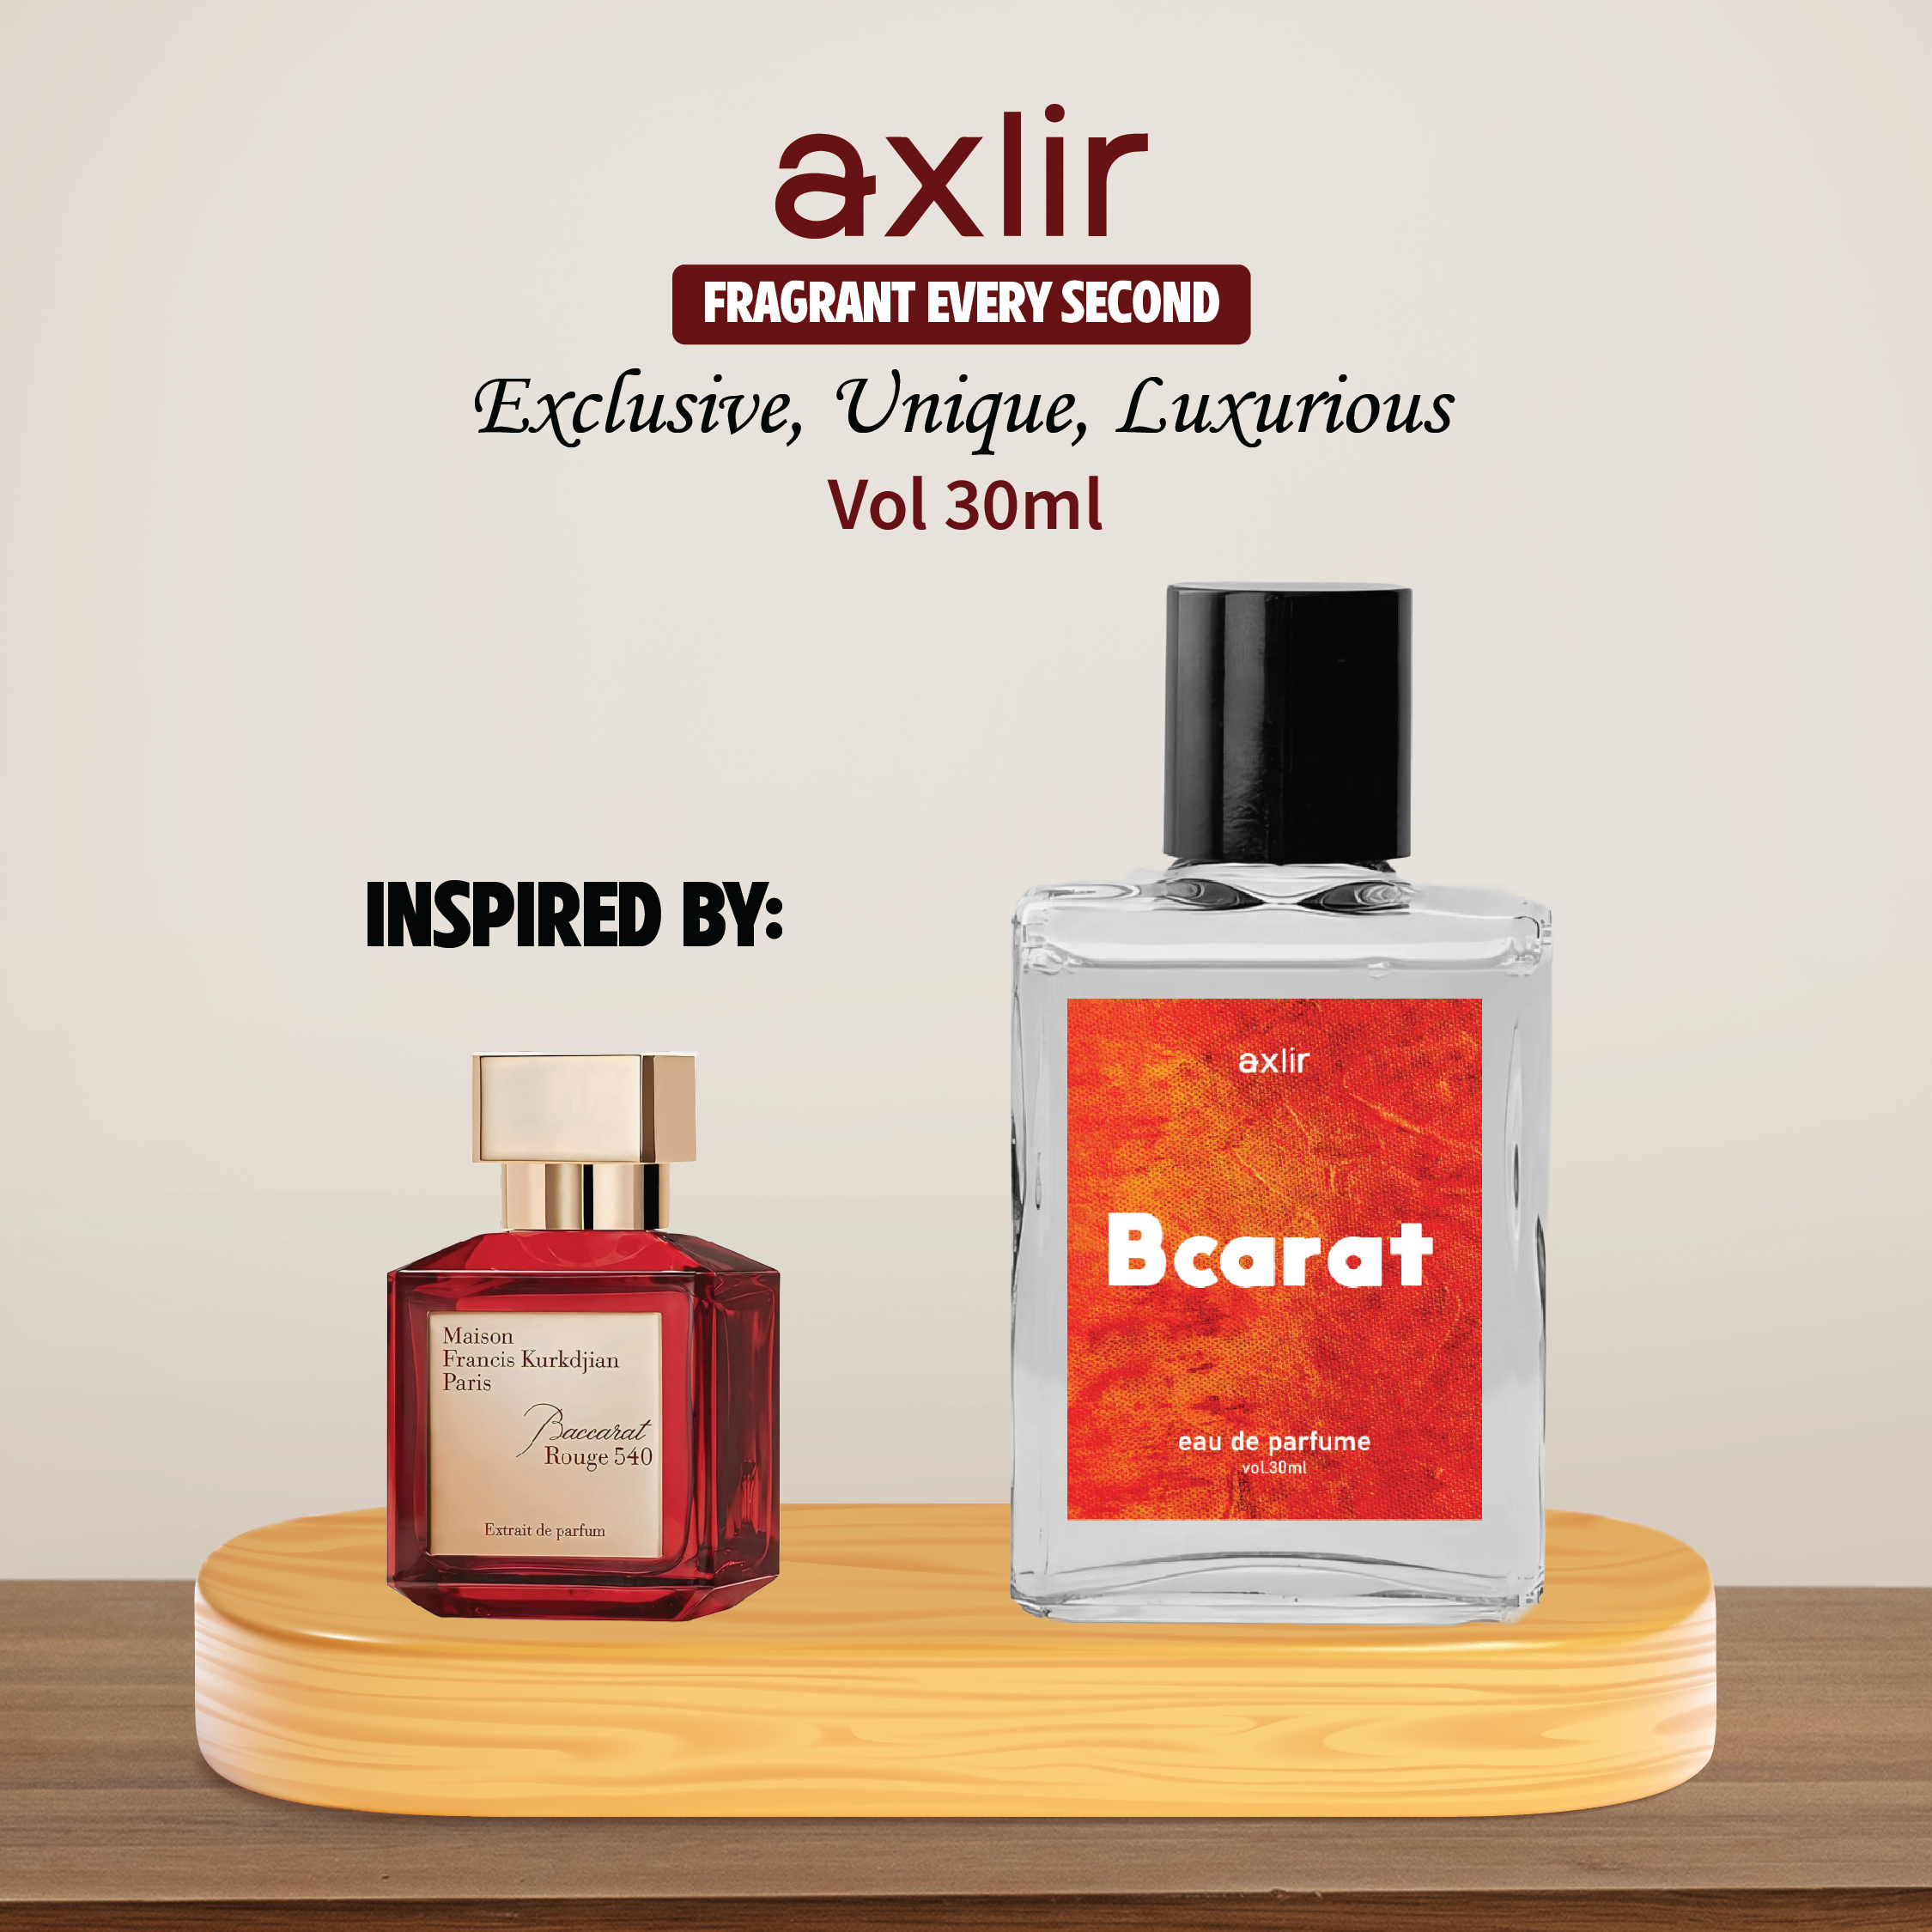 axlir
FRAGRANT EVERY SECOND
Exclusive, Unique, Luxurious
Vol 30ml
INSPIRED BY:
Maison
Francis Kurkdjian
Paris
Baccarat
Rouge 540
Extrait de parfum
axlir
Bcarat
eau de parfume
vol.30ml